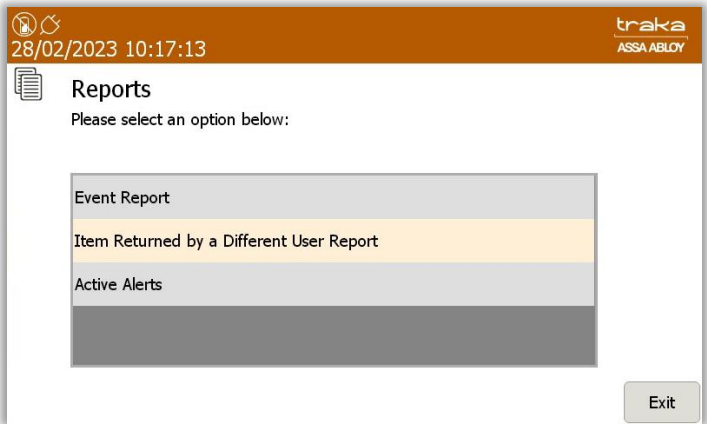 28/02/2023 10:17:13
traka
ASSA ABLOY
Reports
Please select an option below:
Event Report
Item Returned by a Different User Report
Active Alerts
Exit